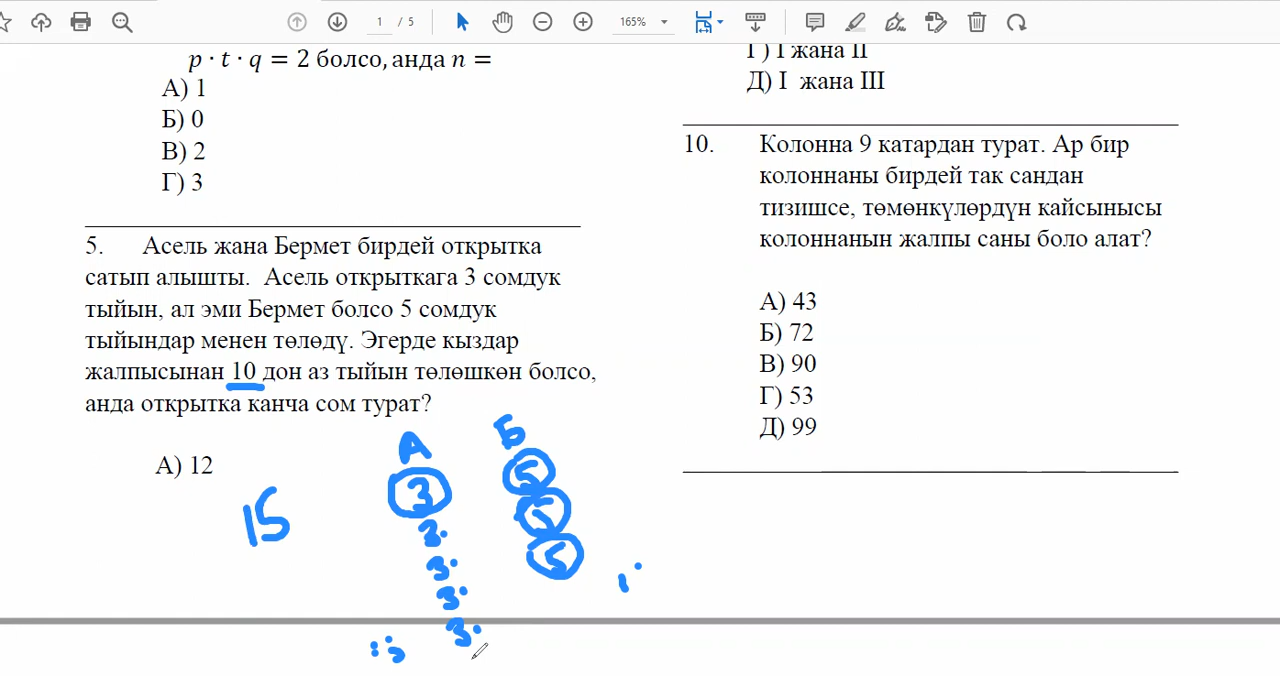 1 / 5
165%
p · t · q = 2 болсо, анда n =
А) 1
Б) 0
В) 2
Г) 3
5. Асель жана Бермет бирдей открытка
сатып алышты. Асель открыткага 3 сомдук
тыйын, ал эми Бермет болсо 5 сомдук
тыйындар менен төлөдү. Эгерде кыздар
жалпысынан 10 дон аз тыйын төлөшкөн болсо,
анда открытка канча сом турат?
А) 12
15
А
3
3
3
3
3
Б
5
5
5
Г) I жана II
Д) I жана III
10. Колонна 9 катардан турат. Ар бир
колоннаны бирдей так сандан
тизишсе, төмөнкүлөрдүн кайсынысы
колоннанын жалпы саны боло алат?
А) 43
Б) 72
В) 90
Г) 53
Д) 99